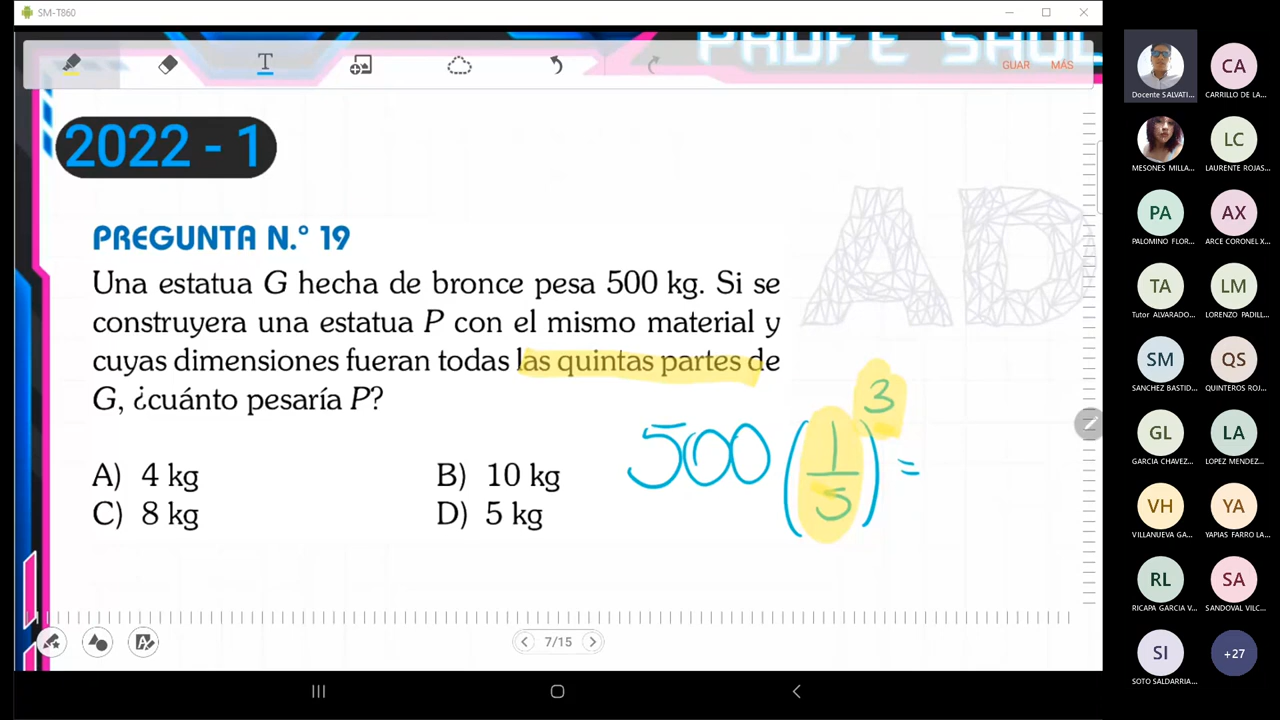 SM-T860
PROFE SAUL
GUAR MÁS
2022 - 1
AD
PREGUNTA N.° 19
Una estatua G hecha de bronce pesa 500 kg. Si se
construyera una estatua P con el mismo material y
cuyas dimensiones fueran todas las quintas partes de
G, ¿cuánto pesaría P?
500 (1/5)^3 =
A) 4 kg B) 10 kg
C) 8 kg D) 5 kg
7/15
Docente SALVATI...
CA
CARRILLO DE LA...
MESONES MILLA...
LC
LAURENTE ROJAS...
PA
PALOMINO FLOR...
AX
ARCE CORONEL X...
TA
Tutor ALVARADO...
LM
LORENZO PADILL...
SM
SANCHEZ BASTID...
QS
QUINTEROS ROJ...
GL
GARCIA CHAVEZ...
LA
LOPEZ MENDEZ...
VH
VILLANUEVA GA...
YA
YAPIAS FARRO LA...
RL
RICAPA GARCIA V...
SA
SANDOVAL VILC...
SI
SOTO SALDARRIA...
+27